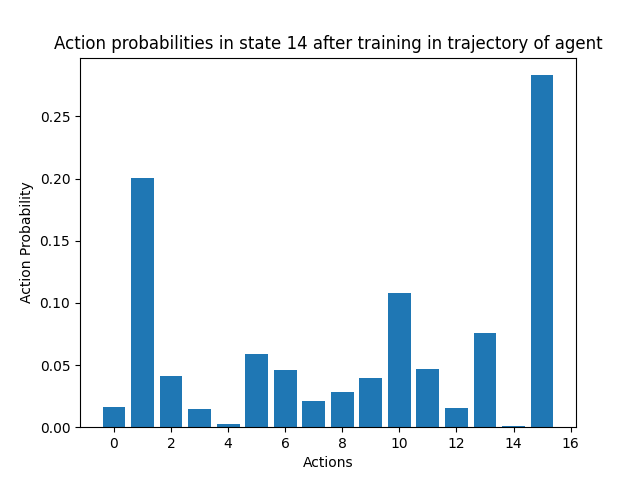 Action probabilities in state 14 after training in trajectory of agent
Action Probability
0.25
0.20
0.15
0.10
0.05
0.00
0 2 4 6 8 10 12 14 16
Actions